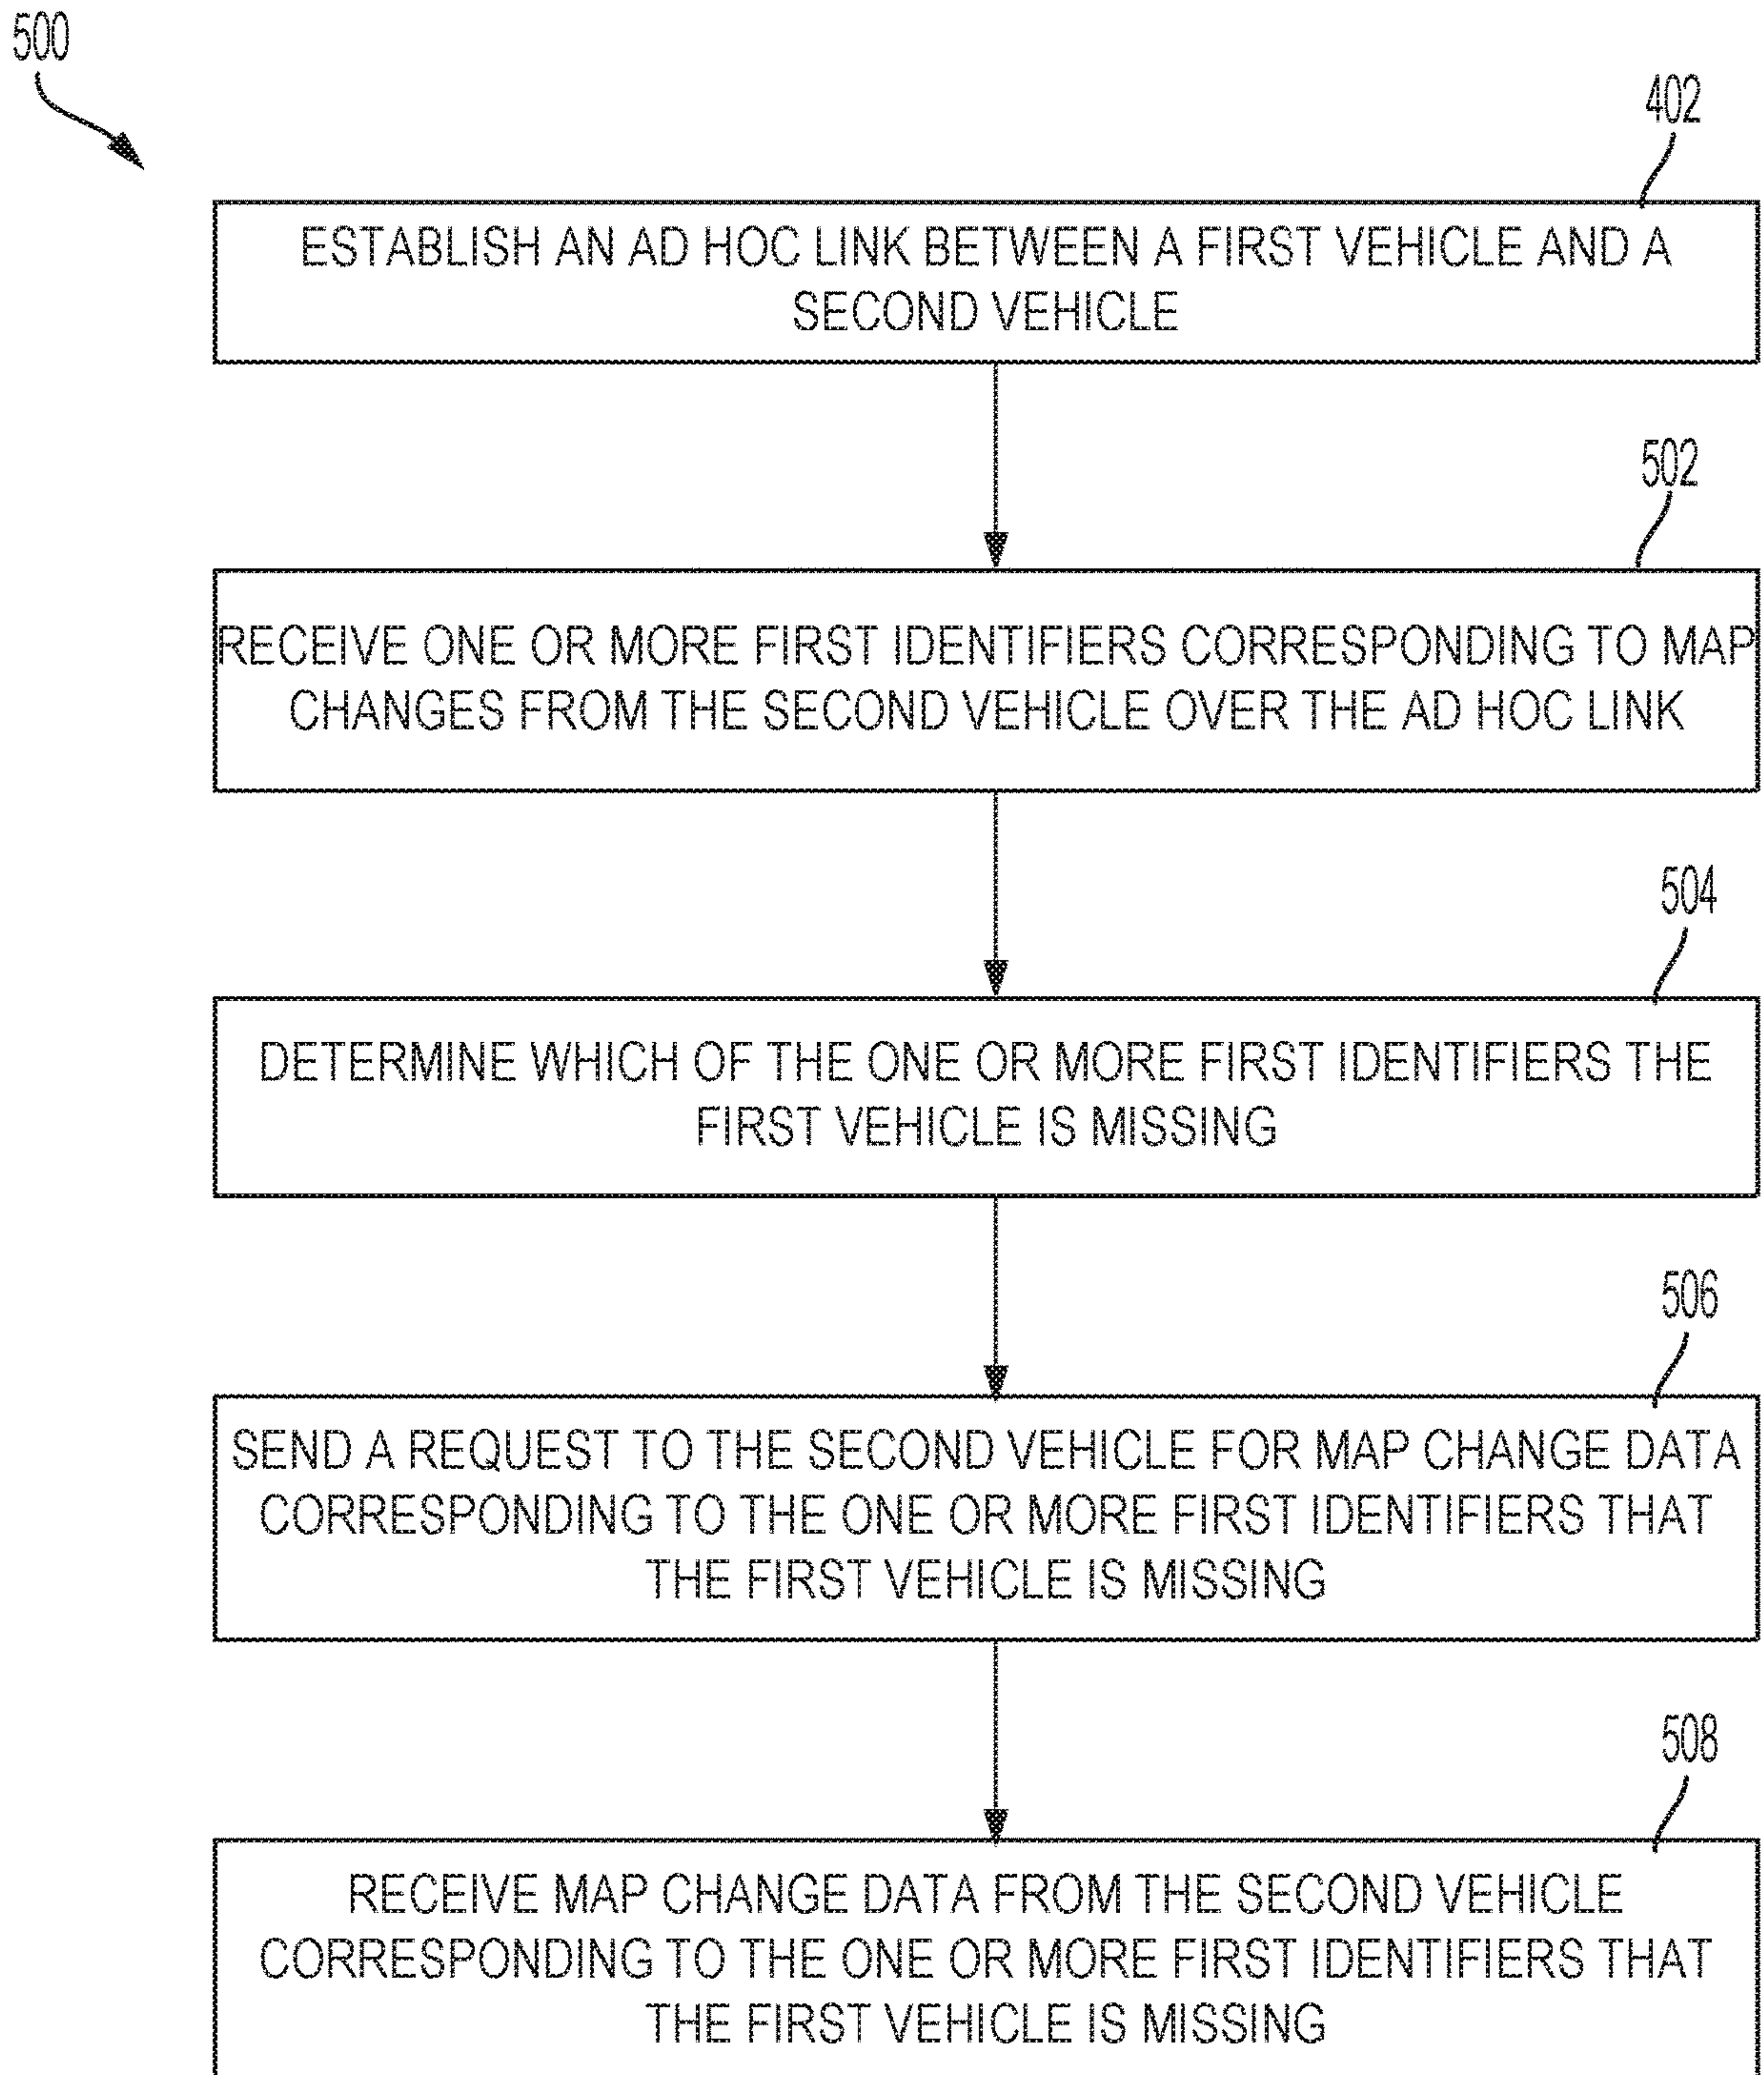 500
402
ESTABLISH AN AD HOC LINK BETWEEN A FIRST VEHICLE AND A
SECOND VEHICLE
502
RECEIVE ONE OR MORE FIRST IDENTIFIERS CORRESPONDING TO MAP
CHANGES FROM THE SECOND VEHICLE OVER THE AD HOC LINK
504
DETERMINE WHICH OF THE ONE OR MORE FIRST IDENTIFIERS THE
FIRST VEHICLE IS MISSING
506
SEND A REQUEST TO THE SECOND VEHICLE FOR MAP CHANGE DATA
CORRESPONDING TO THE ONE OR MORE FIRST IDENTIFIERS THAT
THE FIRST VEHICLE IS MISSING
508
RECEIVE MAP CHANGE DATA FROM THE SECOND VEHICLE
CORRESPONDING TO THE ONE OR MORE FIRST IDENTIFIERS THAT
THE FIRST VEHICLE IS MISSING